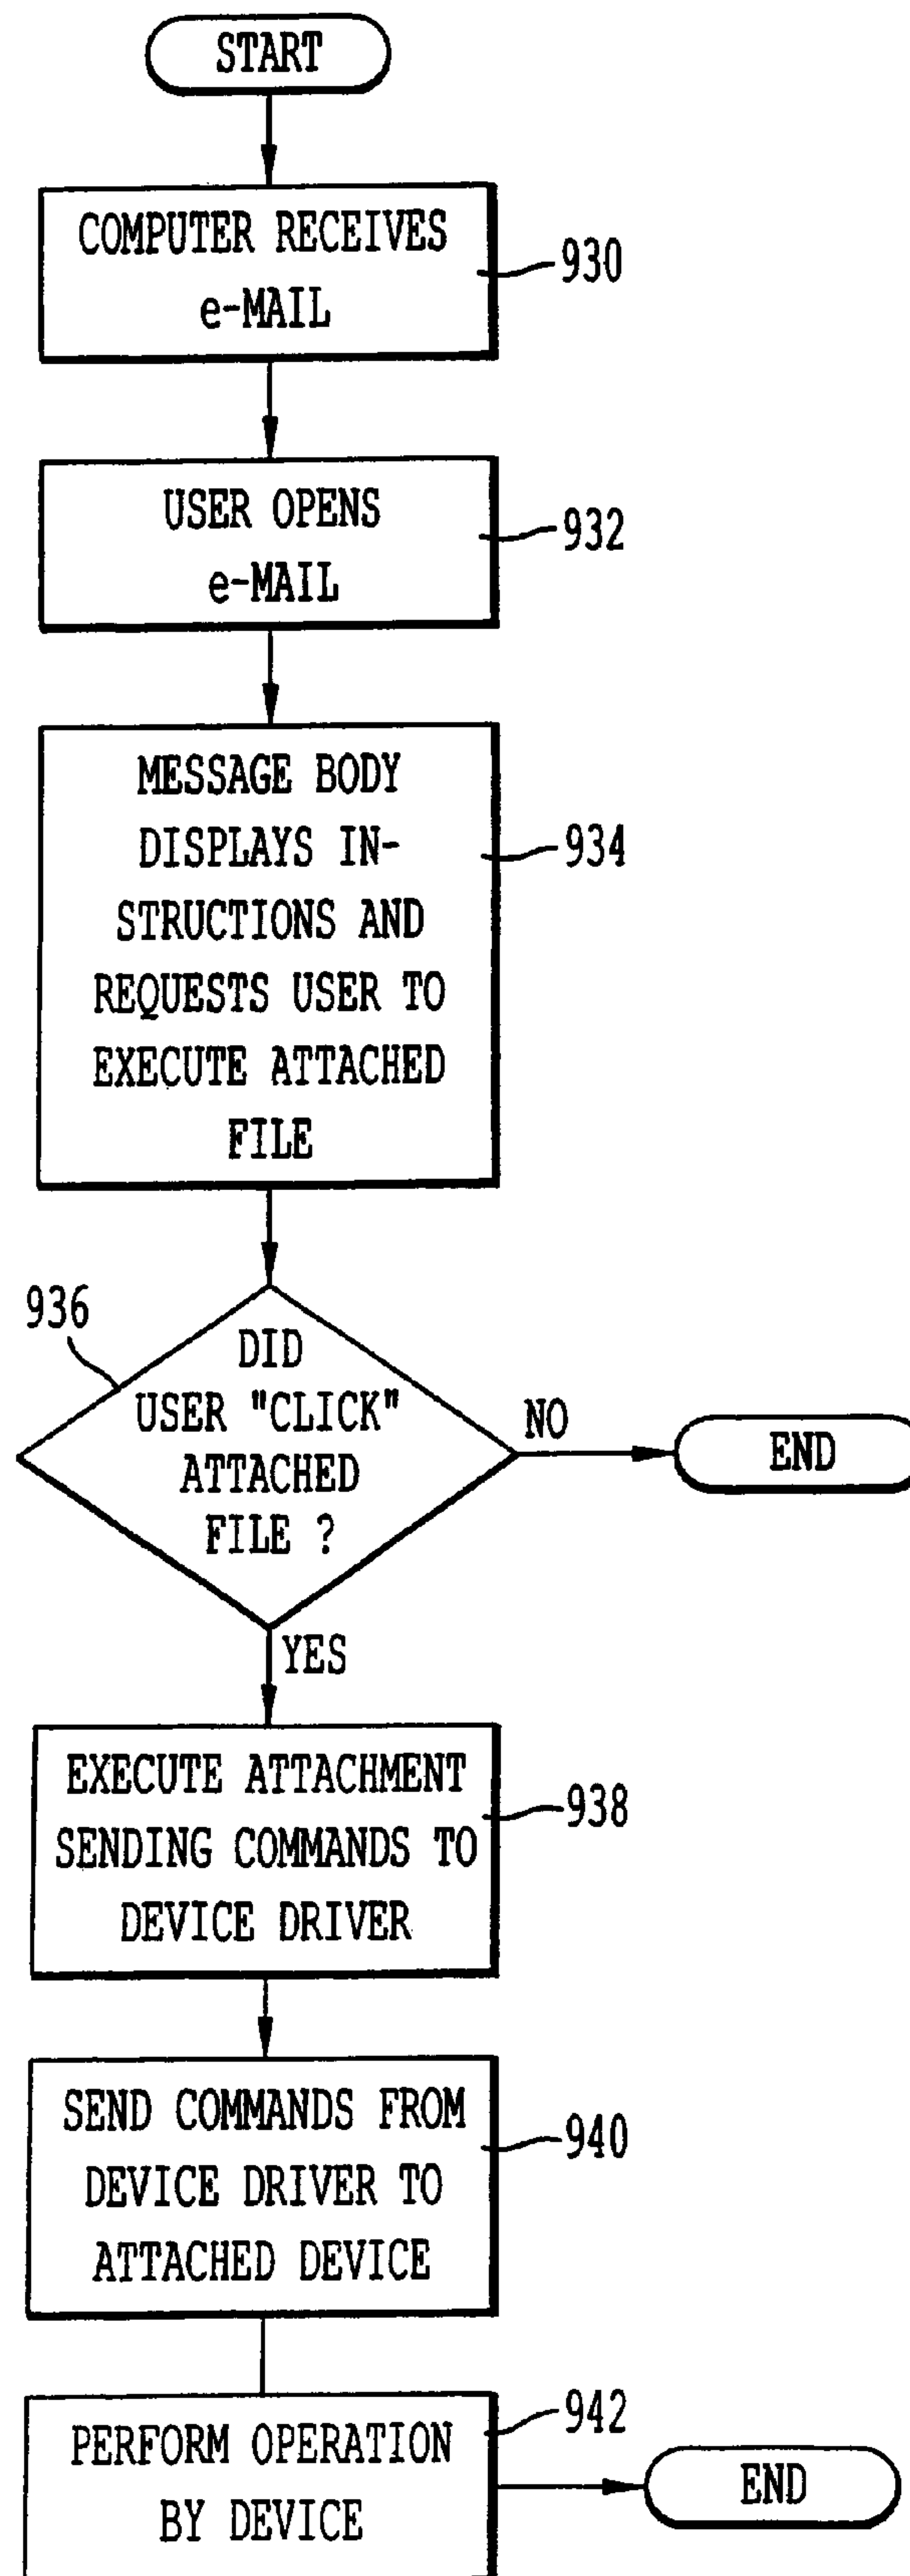 START
COMPUTER RECEIVES
e-MAIL
930
USER OPENS
e-MAIL
932
MESSAGE BODY
DISPLAYS IN-
STRUCTIONS AND
REQUESTS USER TO
EXECUTE ATTACHED
FILE
934
936
DID
USER "CLICK"
ATTACHED
FILE ?
NO
END
YES
EXECUTE ATTACHMENT
SENDING COMMANDS TO
DEVICE DRIVER
938
SEND COMMANDS FROM
DEVICE DRIVER TO
ATTACHED DEVICE
940
PERFORM OPERATION
BY DEVICE
942
END